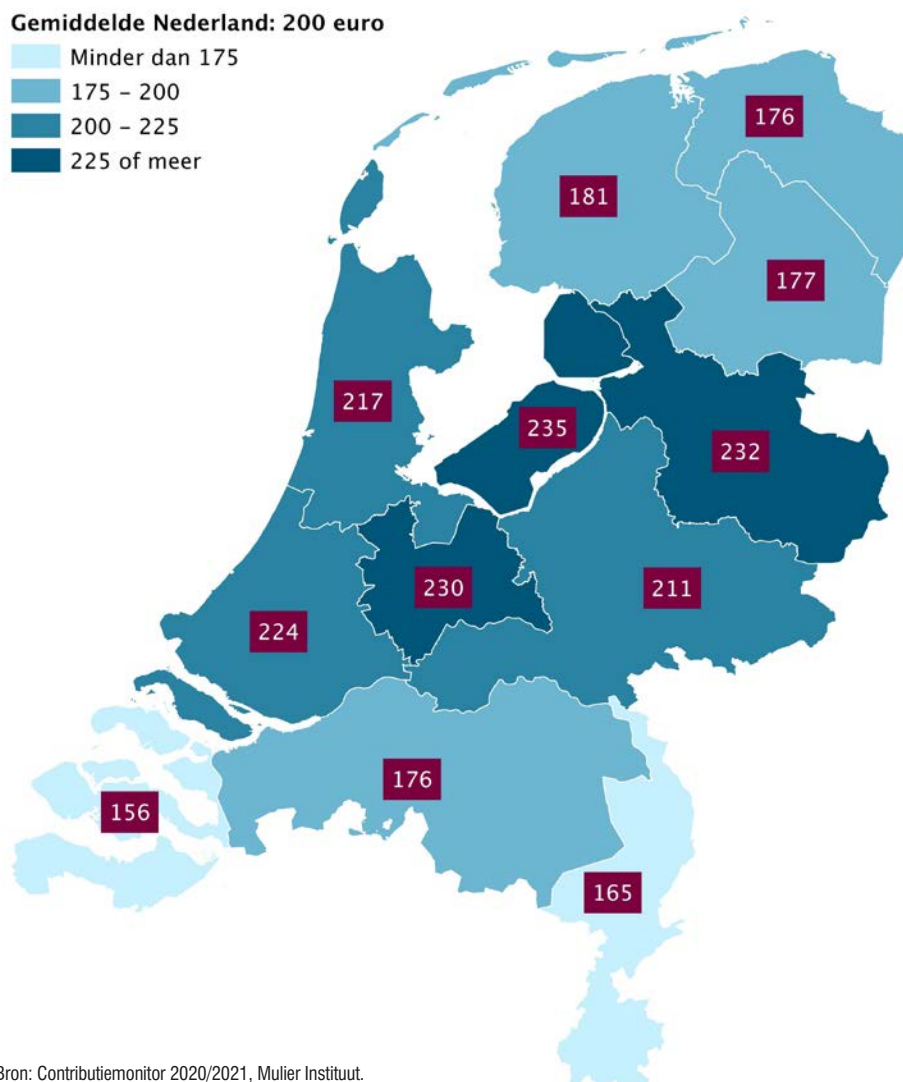 Gemiddelde Nederland: 200 euro
Minder dan 175
175 – 200
200 – 225
225 of meer
176
181
177
217
235
232
230
211
224
176
156
165
Bron: Contributiemonitor 2020/2021, Mulier Instituut.